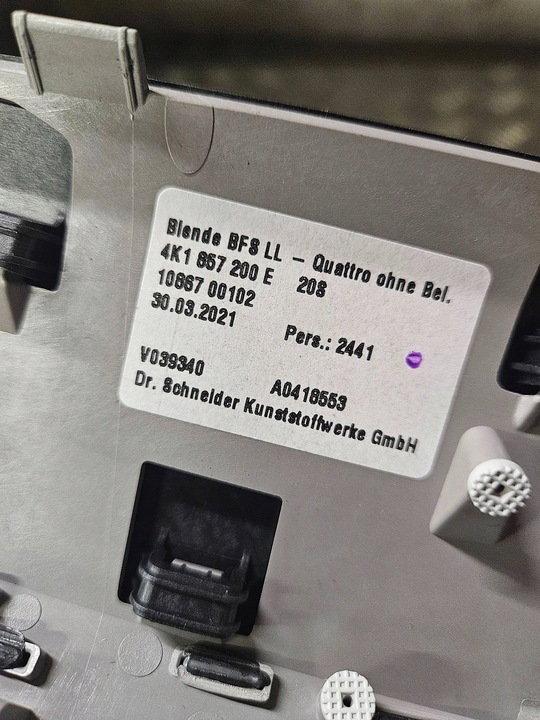 Blende BFS LL – Quattro ohne Bel.
4K1 857 200 E 20S
10667 00102
30.03.2021
Pers.: 2441
V039340 A0418553
Dr. Schneider Kunststoffwerke GmbH